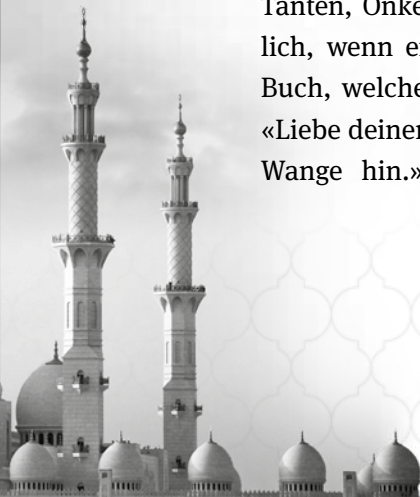 Tanten, Onke
lich, wenn e
Buch, welche
«Liebe deiner
Wange hin.»